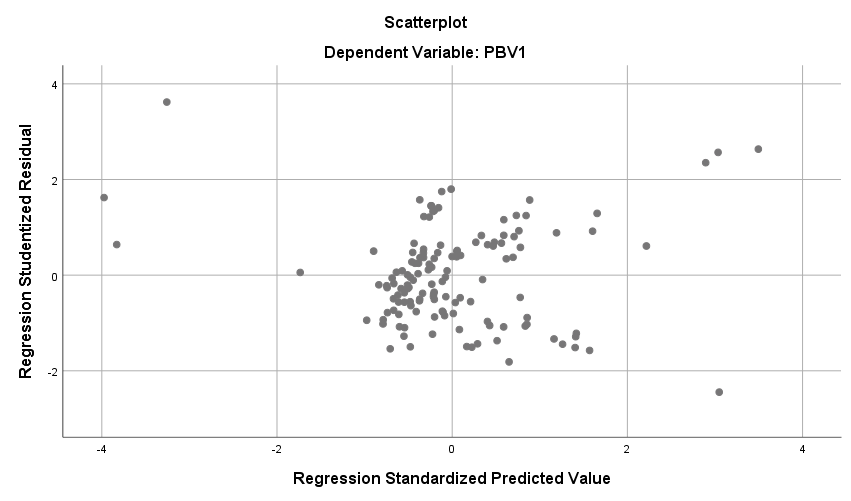 Scatterplot
Dependent Variable: PBV1
Regression Studentized Residual
4
2
0
-2
-4
-2
0
2
4
Regression Standardized Predicted Value